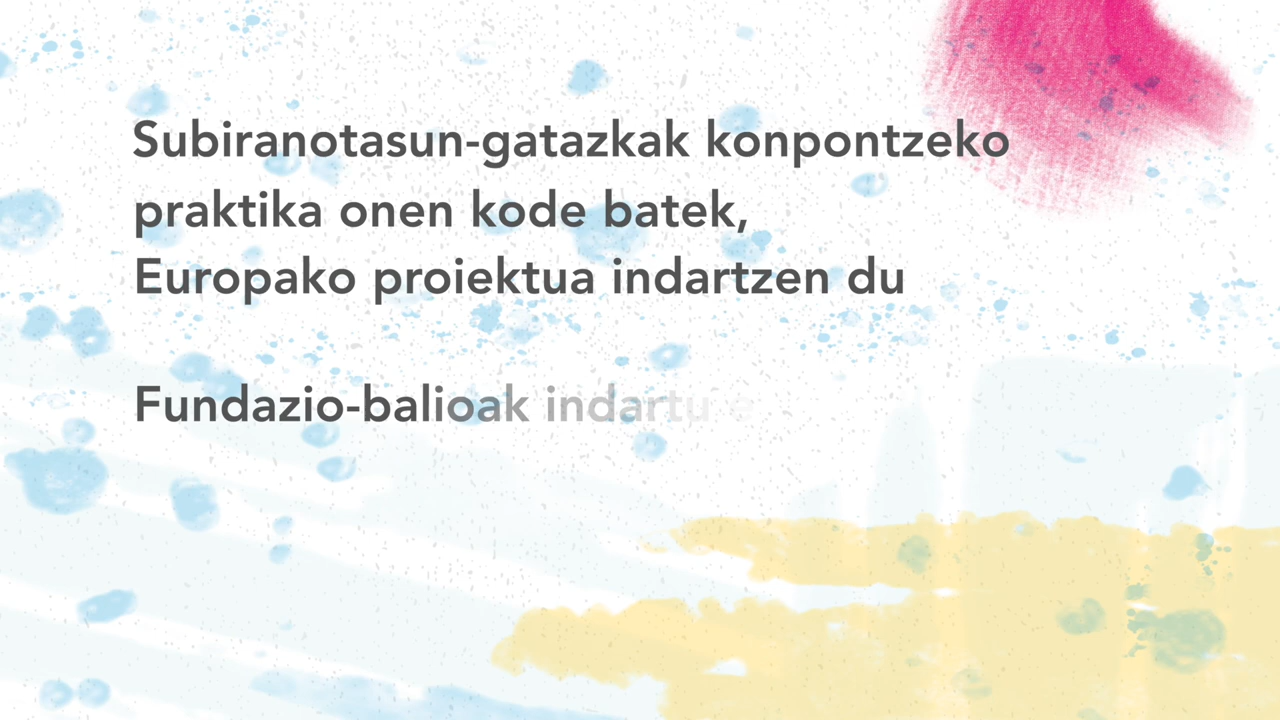 Subiranotasun-gatazkak konpontzeko
praktika onen kode batek,
Europako proiektua indartzen du
Fundazio-balioak